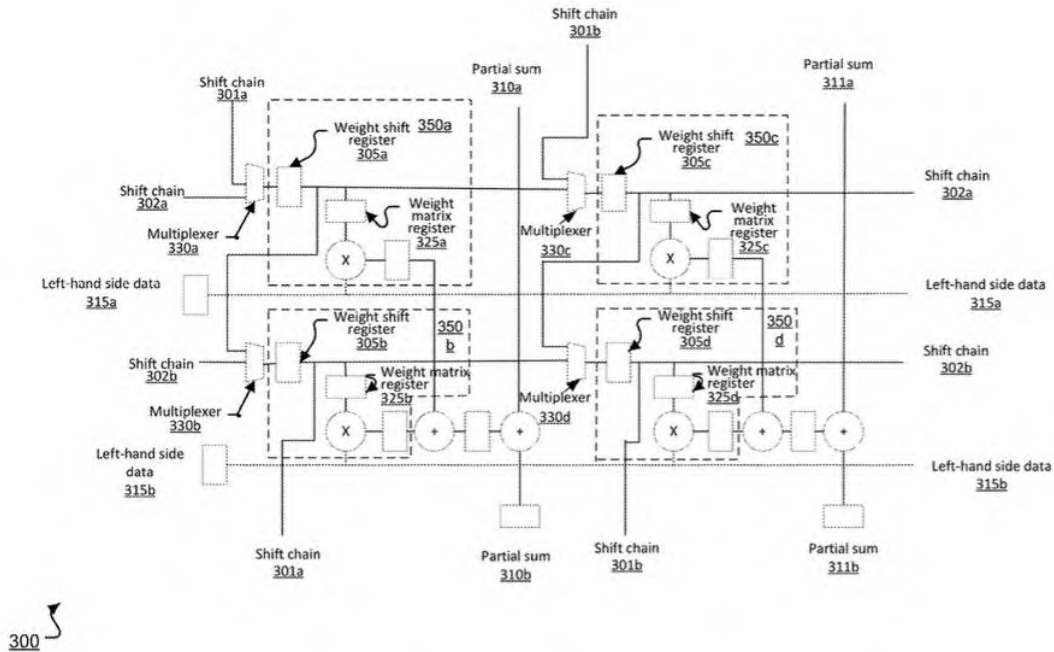 Shift chain
301b
Partial sum
310a
Partial sum
311a
Shift chain
301a
Weight shift
register
305a
350a
Weight shift
register
305c
350c
Shift chain
302a
Shift chain
302a
Multiplexer
330a
Weight
matrix
register
325a
X
Multiplexer
330c
Weight
matrix
register
325c
X
Left-hand side data
315a
Left-hand side data
315a
Weight shift
register
305b
350
b
Weight shift
register
305d
350
d
Shift chain
302b
Shift chain
302b
Multiplexer
330b
Weight matrix
register
325b
X
+
+
Multiplexer
330d
Weight matrix
register
325d
X
+
+
Left-hand side
data
315b
Left-hand side data
315b
Shift chain
301a
Partial sum
310b
Shift chain
301b
Partial sum
311b
300